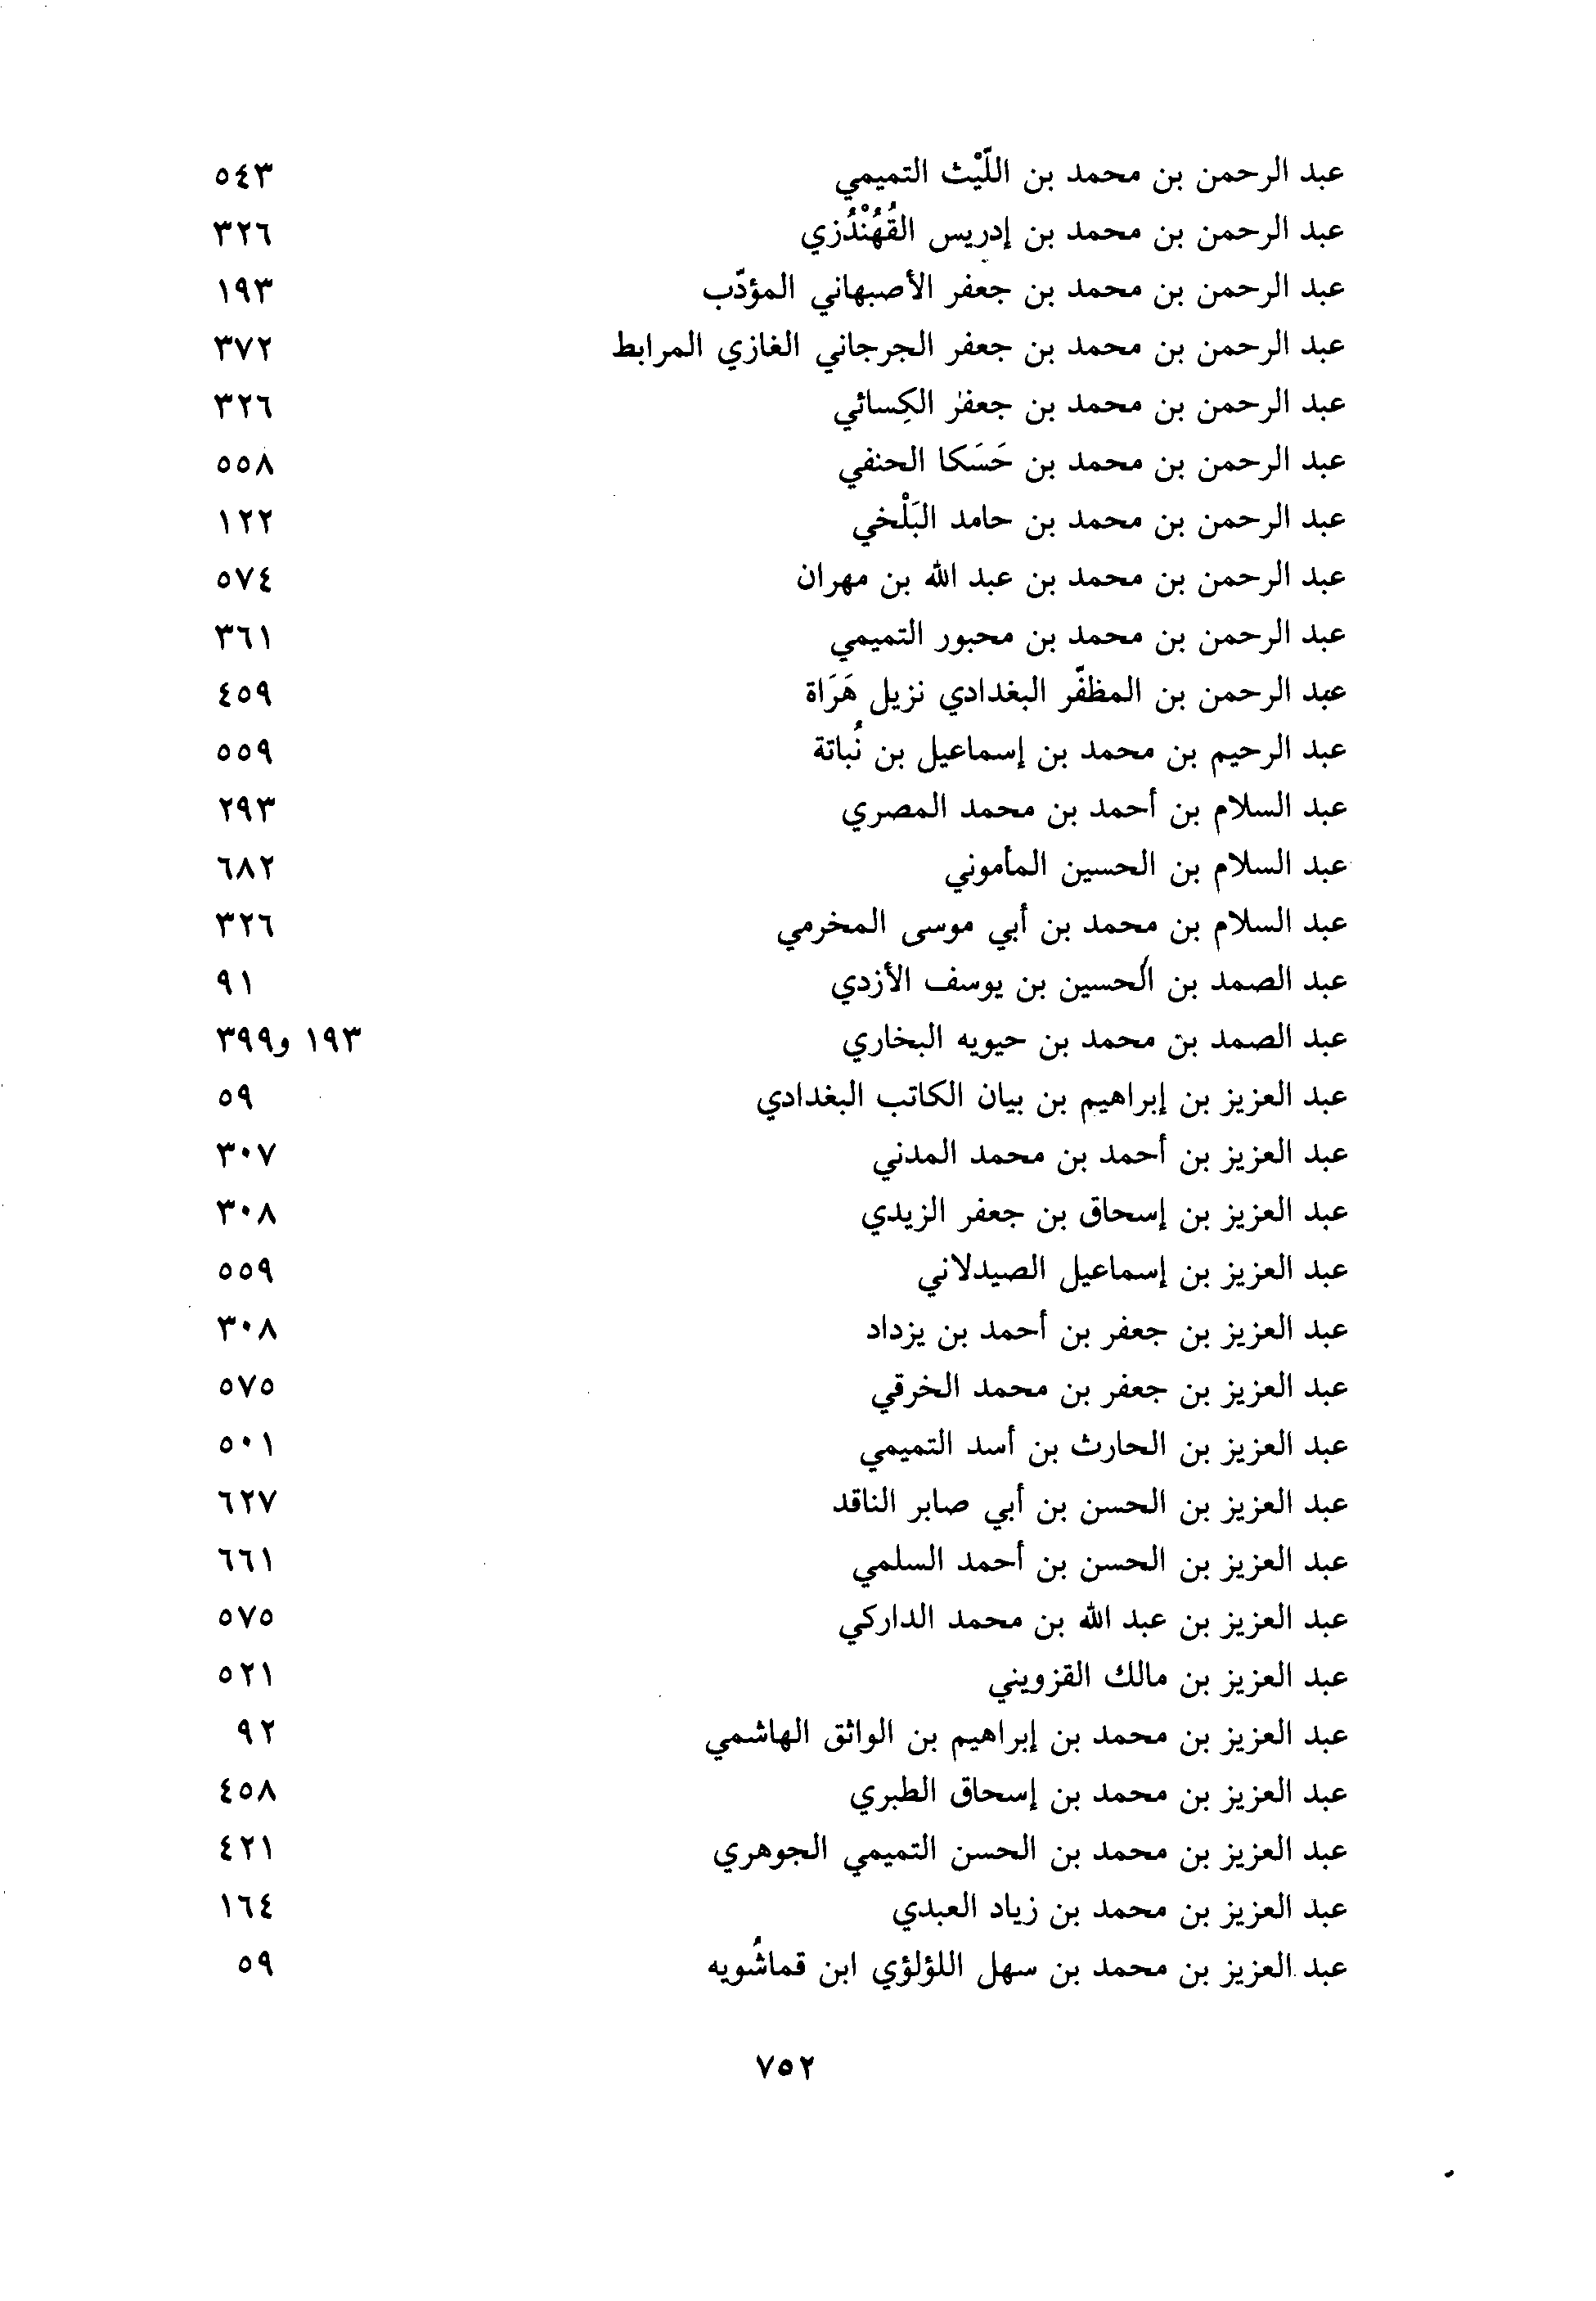 عبد الرحمن بن محمد بن اللَّيْث التميمي ٥٤٣
عبد الرحمن بن محمد بن إدريس القُهُنْدُزي ٣٢٦
عبد الرحمن بن محمد بن جعفر الأصبهاني المؤدّب ١٩٣
عبد الرحمن بن محمد بن جعفر الجرجاني الغازي المرابط ٣٧٢
عبد الرحمن بن محمد بن جعفر الكِسائي ٣٢٦
عبد الرحمن بن محمد بن حَسَكا الحنفي ٥٥٨
عبد الرحمن بن محمد بن حامد البَلْخي ١٢٢
عبد الرحمن بن محمد بن عبد الله بن مهران ٥٧٤
عبد الرحمن بن محمد بن محبور التميمي ٣٦١
عبد الرحمن بن المظفّر البغدادي نزيل هَرَاة ٤٥٩
عبد الرحيم بن محمد بن إسماعيل بن نُباتة ٥٥٩
عبد السلام بن أحمد بن محمد المصري ٢٩٣
عبد السلام بن الحسين المأموني ٦٨٢
عبد السلام بن محمد بن أبي موسى المخرمي ٣٢٦
عبد الصمد بن الحسين بن يوسف الأزدي ٩١
عبد الصمد بن محمد بن حيويه البخاري ١٩٣ و٣٩٩
عبد العزيز بن إبراهيم بن بيان الكاتب البغدادي ٥٩
عبد العزيز بن أحمد بن محمد المدني ٣٠٧
عبد العزيز بن إسحاق بن جعفر الزيدي ٣٠٨
عبد العزيز بن إسماعيل الصيدلاني ٥٥٩
عبد العزيز بن جعفر بن أحمد بن يزداد ٣٠٨
عبد العزيز بن جعفر بن محمد الخرقي ٥٧٥
عبد العزيز بن الحارث بن أسد التميمي ٥٠١
عبد العزيز بن الحسن بن أبي صابر الناقد ٦٢٧
عبد العزيز بن الحسن بن أحمد السلمي ٦٦١
عبد العزيز بن عبد الله بن محمد الداركي ٥٧٥
عبد العزيز بن مالك القزويني ٥٢١
عبد العزيز بن محمد بن إبراهيم بن الواثق الهاشمي ٩٢
عبد العزيز بن محمد بن إسحاق الطبري ٤٥٨
عبد العزيز بن محمد بن الحسن التميمي الجوهري ٤٢١
عبد العزيز بن محمد بن زياد العبدي ١٦٤
عبد العزيز بن محمد بن سهل اللؤلؤي ابن قماشُويه ٥٩
٧٥٢